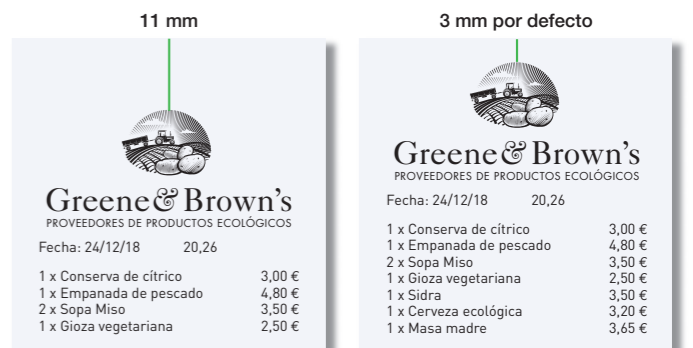 11 mm
Greene & Brown's
PROVEEDORES DE PRODUCTOS ECOLÓGICOS
Fecha: 24/12/18 20,26
1 x Conserva de cítrico 3,00 €
1 x Empanada de pescado 4,80 €
2 x Sopa Miso 3,50 €
1 x Gioza vegetariana 2,50 €
3 mm por defecto
Greene & Brown's
PROVEEDORES DE PRODUCTOS ECOLÓGICOS
Fecha: 24/12/18 20,26
1 x Conserva de cítrico 3,00 €
1 x Empanada de pescado 4,80 €
2 x Sopa Miso 3,50 €
1 x Gioza vegetariana 2,50 €
1 x Sidra 3,50 €
1 x Cerveza ecológica 3,20 €
1 x Masa madre 3,65 €